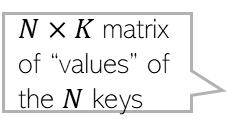 N × K matrix
of “values” of
the N keys